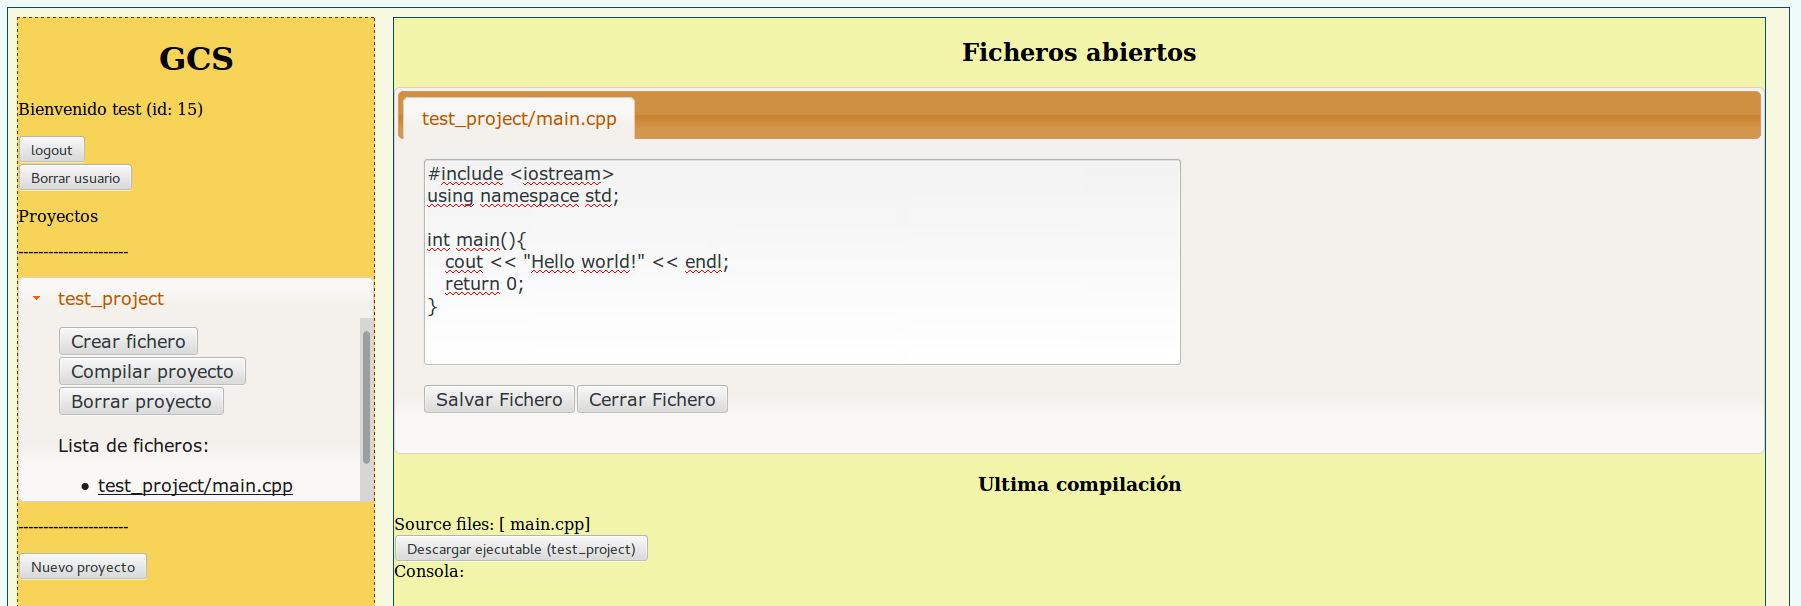 GCS
Bienvenido test (id: 15)
logout
Borrar usuario
Proyectos
----------------------
test_project
Crear fichero
Compilar proyecto
Borrar proyecto
Lista de ficheros:
• test_project/main.cpp
----------------------
Nuevo proyecto
Ficheros abiertos
test_project/main.cpp
#include <iostream>
using namespace std;
int main(){
cout << "Hello world!" << endl;
return 0;
}
Salvar Fichero Cerrar Fichero
Ultima compilación
Source files: [ main.cpp]
Descargar ejecutable (test_project)
Consola: